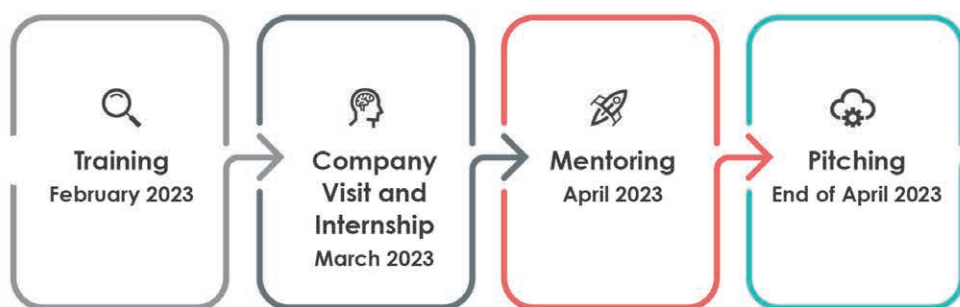 Training
February 2023
Company
Visit and
Internship
March 2023
Mentoring
April 2023
Pitching
End of April 2023